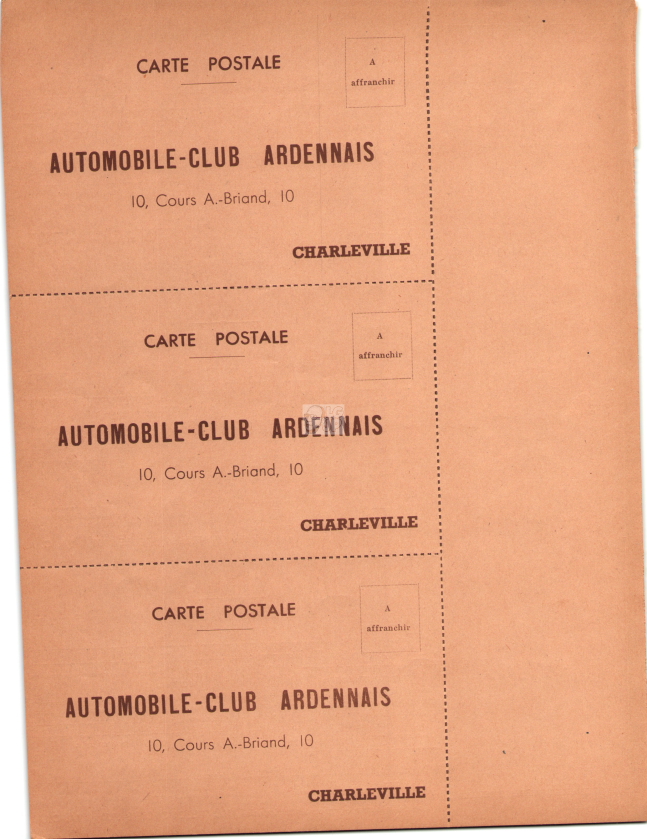 CARTE POSTALE
A
affranchir
AUTOMOBILE-CLUB ARDENNAIS
10, Cours A.-Briand, 10
CHARLEVILLE
CARTE POSTALE
A
affranchir
AUTOMOBILE-CLUB ARDENNAIS
10, Cours A.-Briand, 10
CHARLEVILLE
CARTE POSTALE
A
affranchir
AUTOMOBILE-CLUB ARDENNAIS
10, Cours A.-Briand, 10
CHARLEVILLE